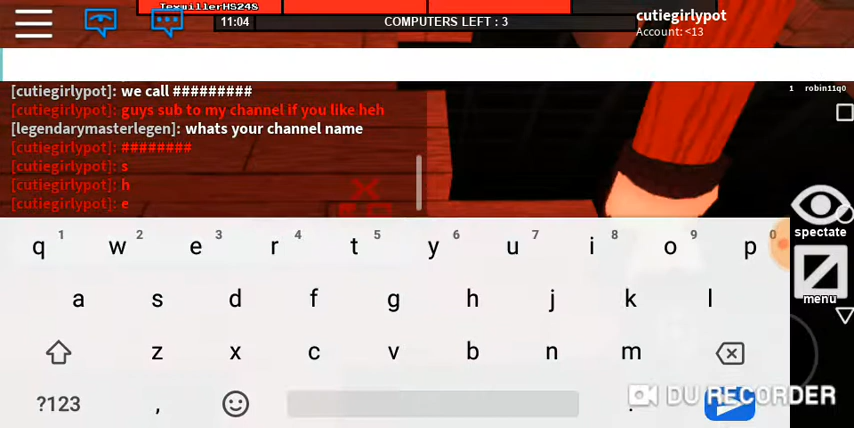 TexwillerHS248
11:04
COMPUTERS LEFT : 3
cutiegirlypot
Account: <13
[cutiegirlypot]: we call #########
[cutiegirlypot]: guys sub to my channel if you like heh
[legendarymasterlegen]: whats your channel name
[cutiegirlypot]: ########
[cutiegirlypot]: s
[cutiegirlypot]: h
[cutiegirlypot]: e
1 robin11q0
spectate
menu
q 1 w 2 e 3 r 4 t 5 y 6 u 7 i 8 o 9 p 0
a s d f g h j k l
z x c v b n m
?123 , .
DU RECORDER